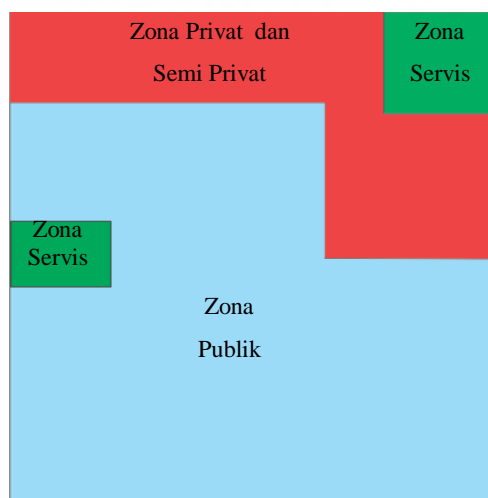 Zona Privat dan
Semi Privat
Zona
Servis
Zona
Servis
Zona
Publik